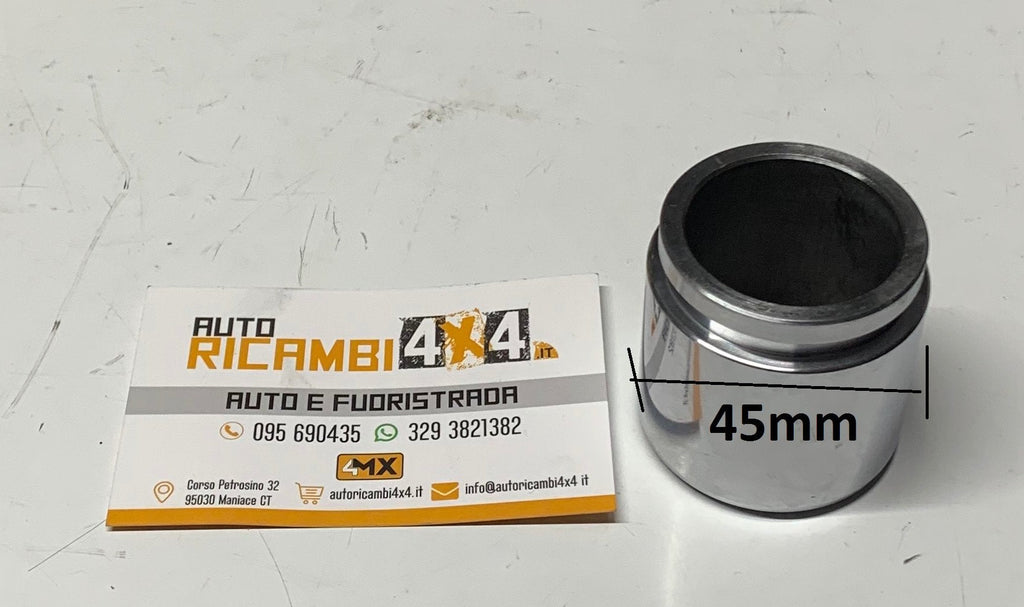 AUTO
RICAMBI4X4.IT
AUTO E FUORISTRADA
095 690435 329 3821382
4MX
Corso Petrosino 32
95030 Maniace CT
autoricambi4x4.it
info@autoricambi4x4.it
45mm